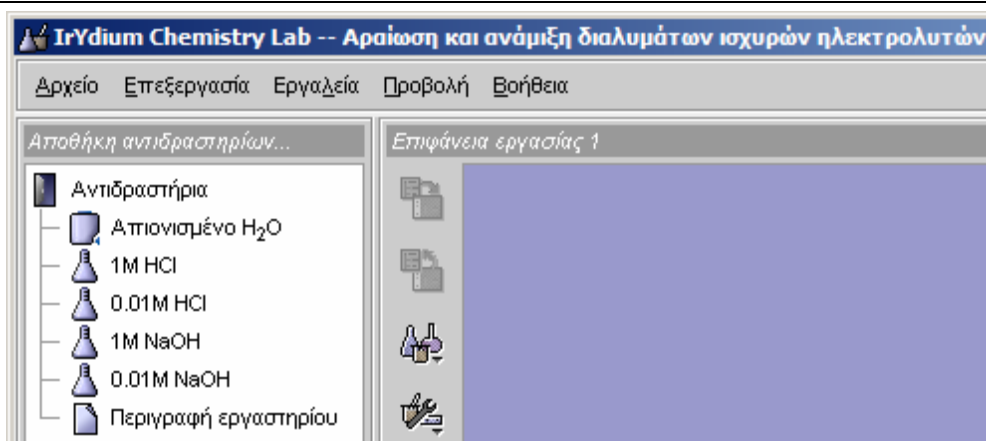 IrYdium Chemistry Lab -- Αραίωση και ανάμιξη διαλυμάτων ισχυρών ηλεκτρολυτών
Αρχείο Επεξεργασία Εργαλεία Προβολή Βοήθεια
Αποθήκη αντιδραστηρίων...
Επιφάνεια εργασίας 1
Αντιδραστήρια
Απιονισμένο H₂O
1M HCl
0.01M HCl
1M NaOH
0.01M NaOH
Περιγραφή εργαστηρίου